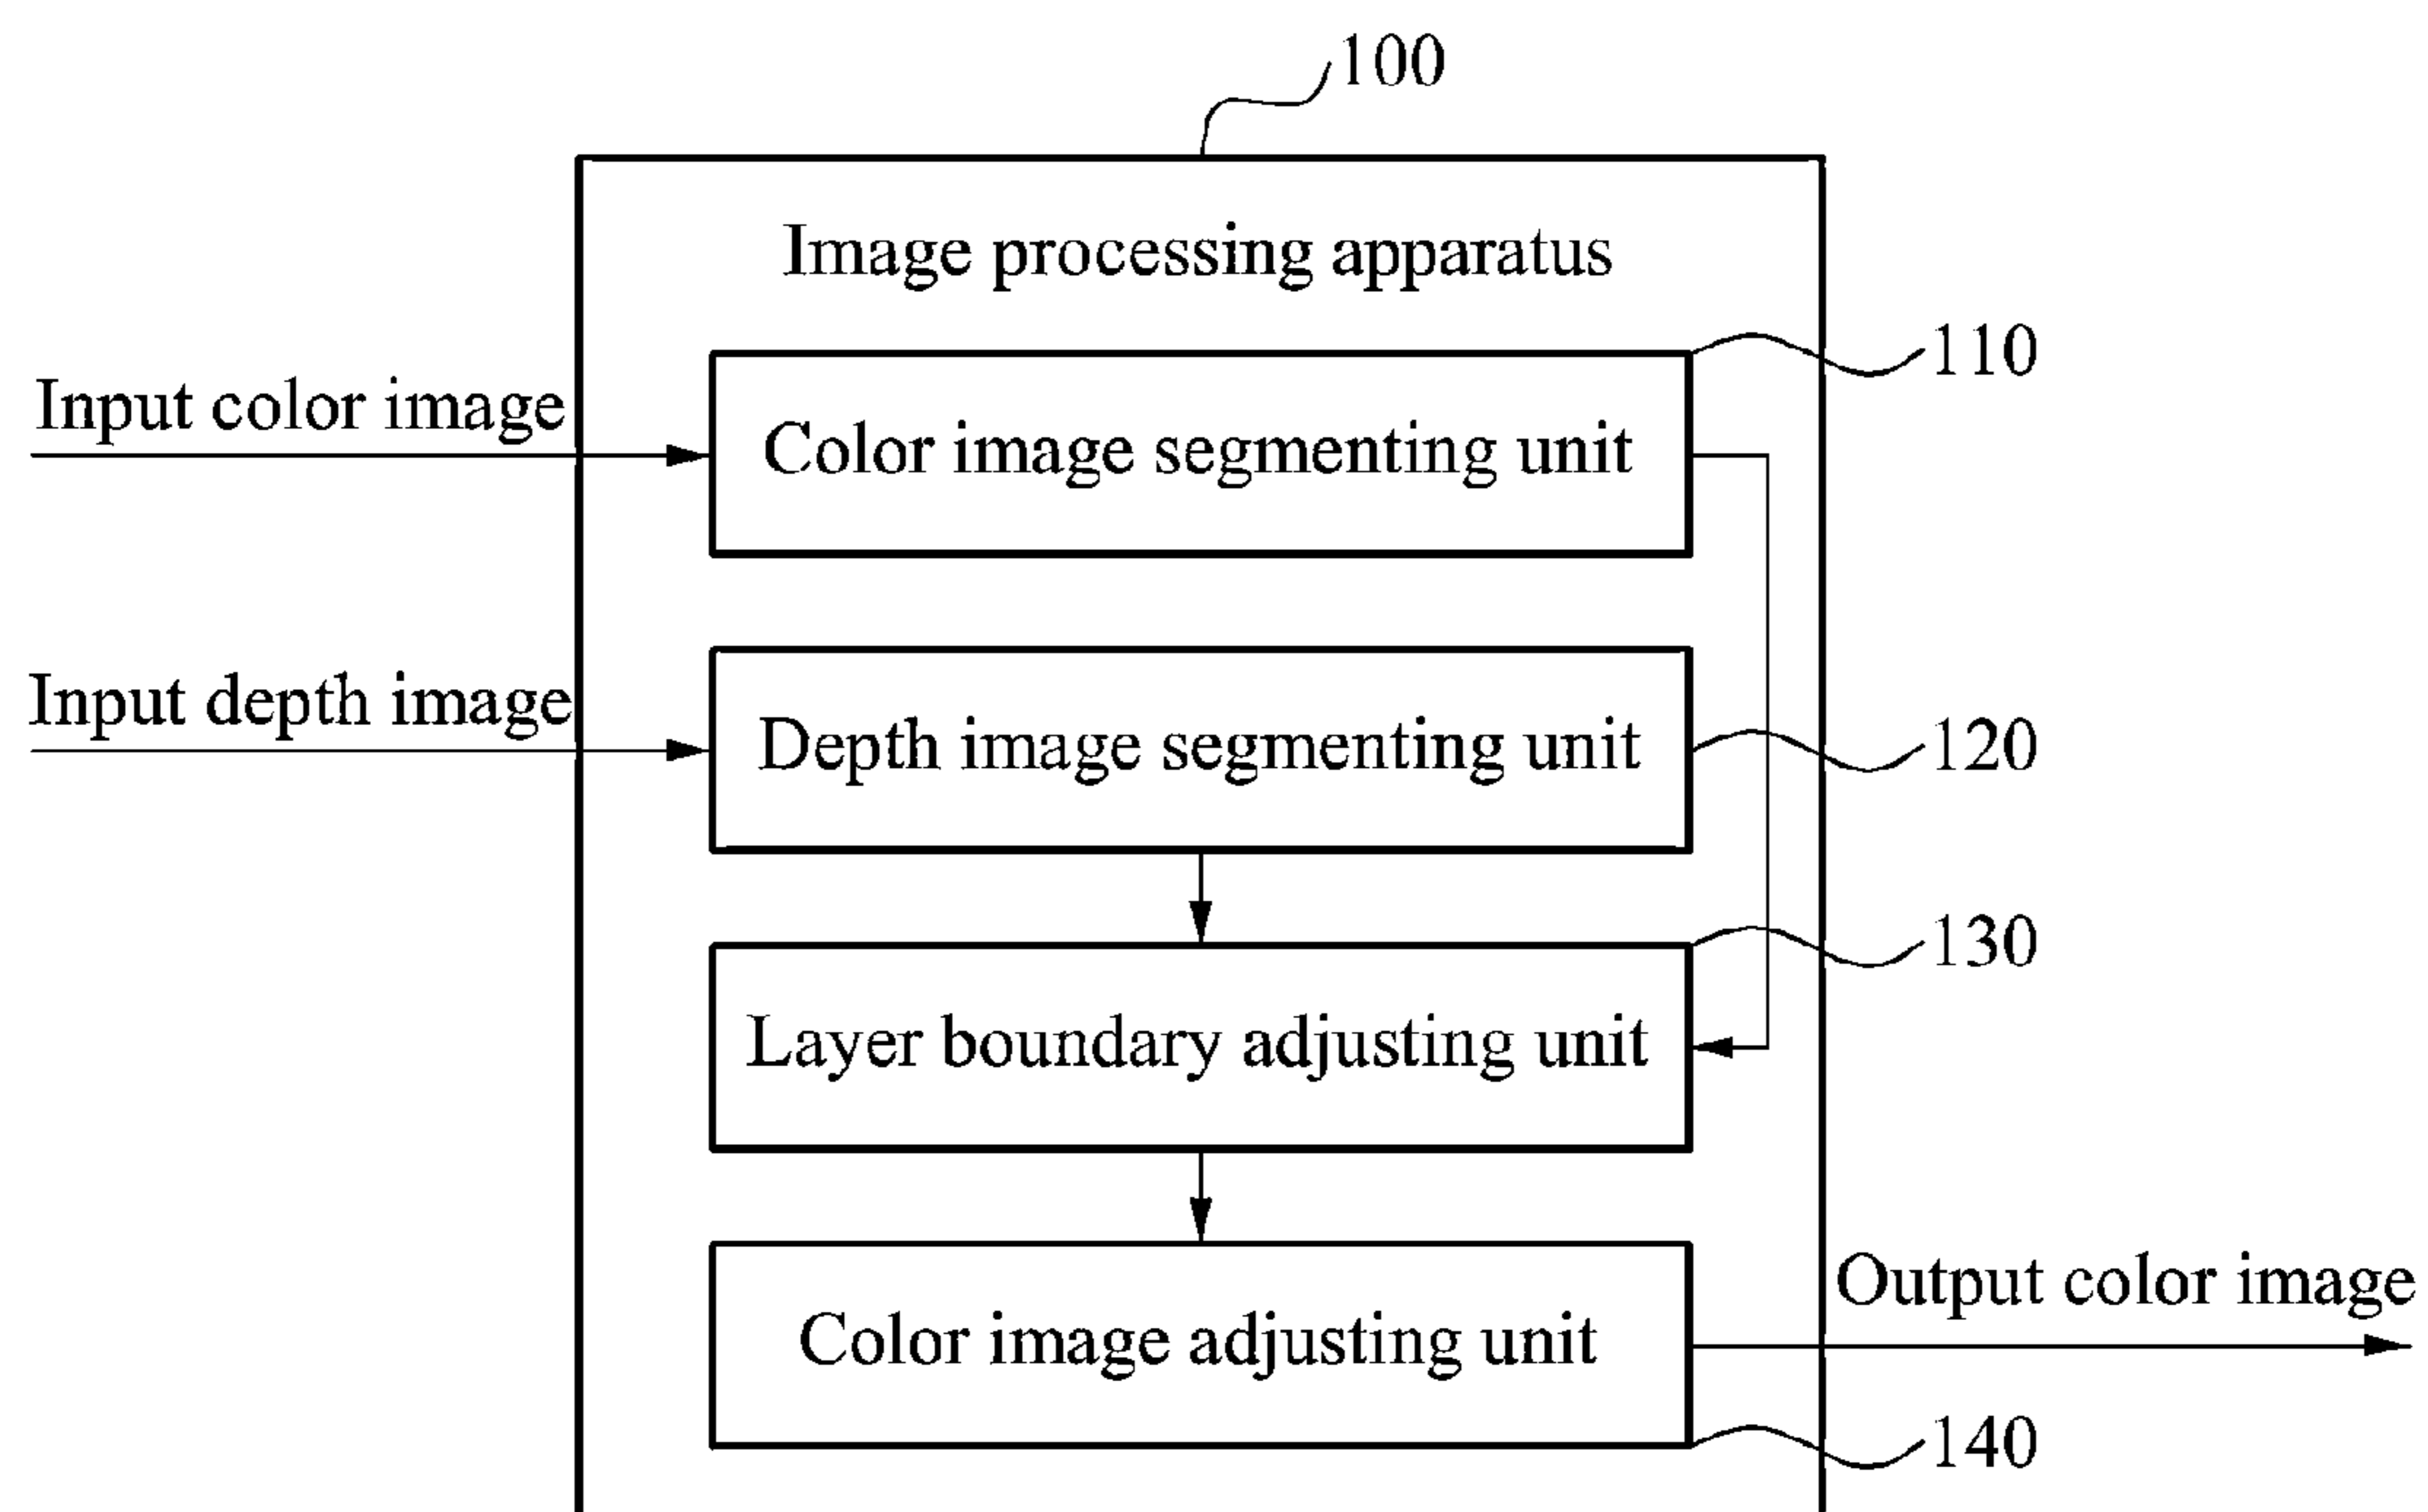 100
Image processing apparatus
110
Input color image
Color image segmenting unit
Input depth image
Depth image segmenting unit
120
130
Layer boundary adjusting unit
Output color image
Color image adjusting unit
140